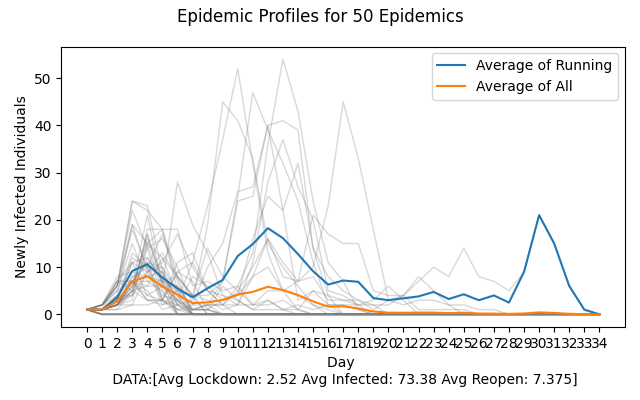 Epidemic Profiles for 50 Epidemics
Average of Running
Average of All
Newly Infected Individuals
50
40
30
20
10
0
0 1 2 3 4 5 6 7 8 9 10 11 12 13 14 15 16 17 18 19 20 21 22 23 24 25 26 27 28 29 30 31 32 33 34
Day
DATA:[Avg Lockdown: 2.52 Avg Infected: 73.38 Avg Reopen: 7.375]